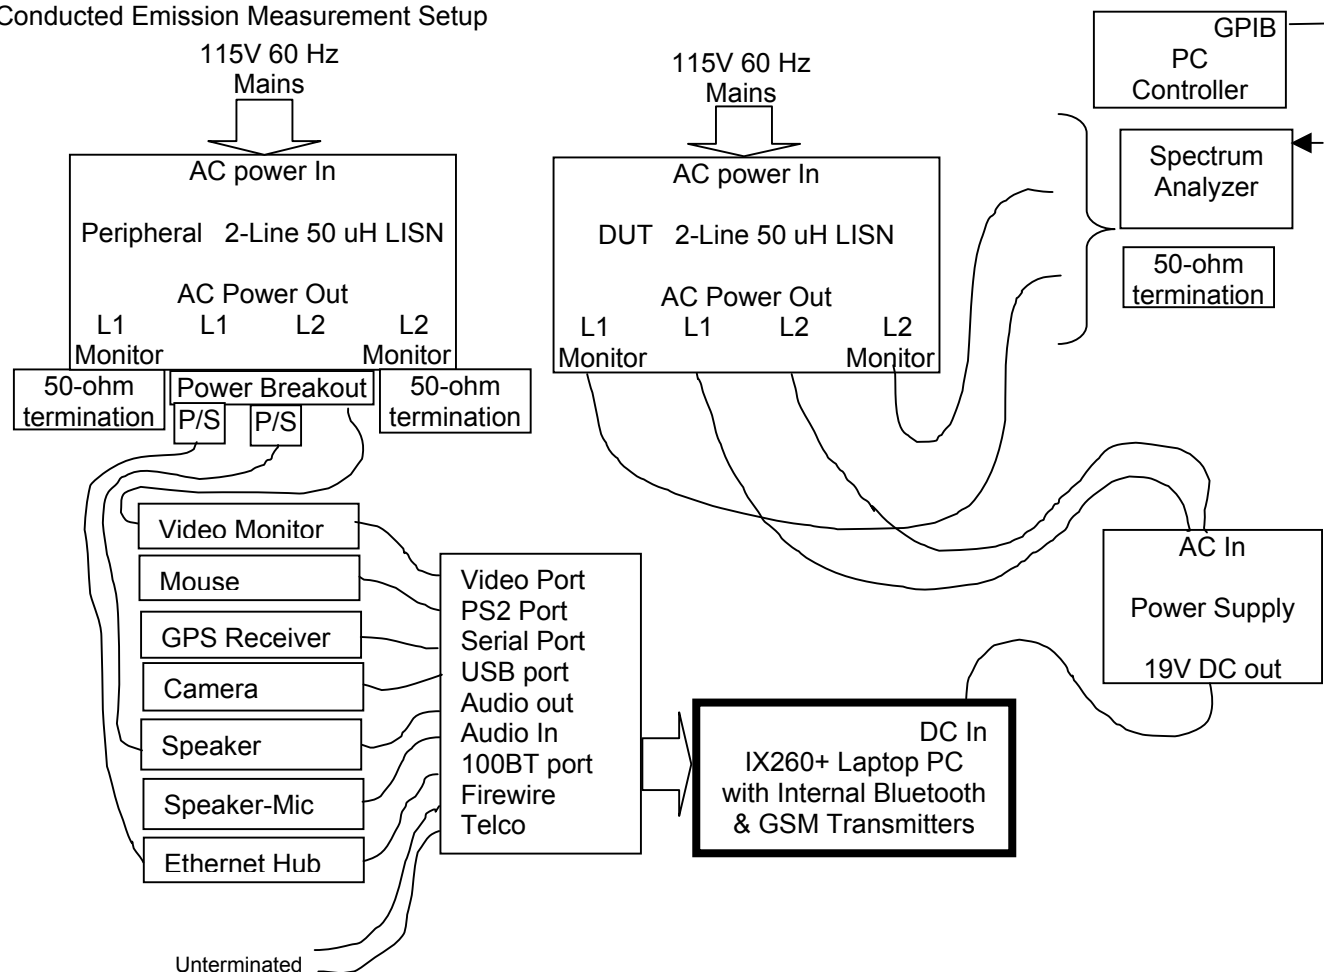 Conducted Emission Measurement Setup
115V 60 Hz
Mains
AC power In
Peripheral 2-Line 50 uH LISN
AC Power Out
L1 L1 L2 L2
Monitor Monitor
50-ohm
termination
Power Breakout
50-ohm
termination
P/S P/S
115V 60 Hz
Mains
AC power In
DUT 2-Line 50 uH LISN
AC Power Out
L1 L1 L2 L2
Monitor Monitor
GPIB
PC
Controller
Spectrum
Analyzer
50-ohm
termination
Video Monitor
Mouse
GPS Receiver
Camera
Speaker
Speaker-Mic
Ethernet Hub
Video Port
PS2 Port
Serial Port
USB port
Audio out
Audio In
100BT port
Firewire
Telco
AC In
Power Supply
19V DC out
DC In
IX260+ Laptop PC
with Internal Bluetooth
& GSM Transmitters
Unterminated